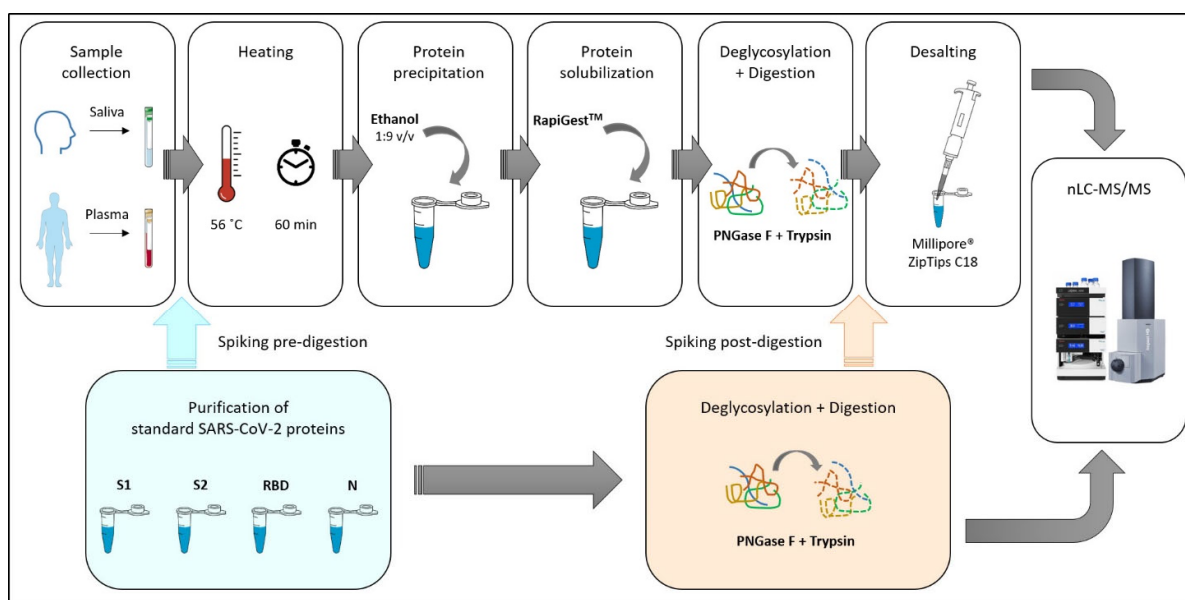 Sample
collection
Saliva
Plasma
Heating
56 ˚C
60 min
Protein
precipitation
Ethanol
1:9 v/v
Protein
solubilization
RapiGest™
Deglycosylation
+ Digestion
PNGase F + Trypsin
Desalting
Millipore®
ZipTips C18
nLC-MS/MS
Spiking pre-digestion
Spiking post-digestion
Purification of
standard SARS-CoV-2 proteins
S1
S2
RBD
N
Deglycosylation + Digestion
PNGase F + Trypsin